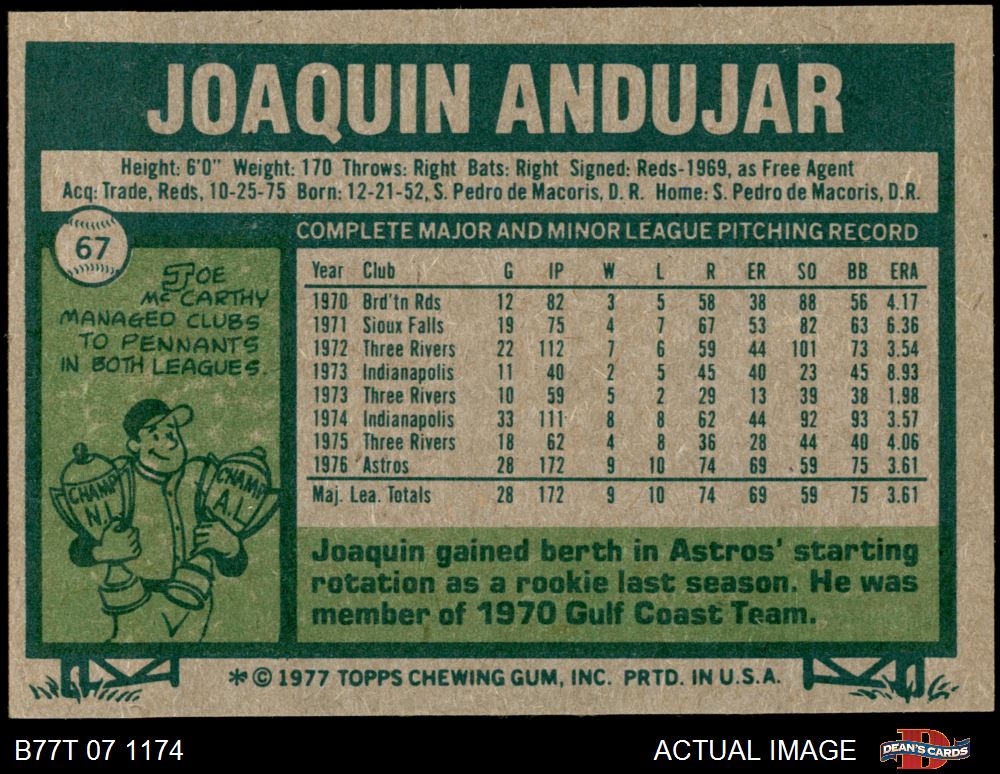 JOAQUIN ANDUJAR
Height: 6'0" Weight: 170 Throws: Right Bats: Right Signed: Reds-1969, as Free Agent
Acq: Trade, Reds, 10-25-75 Born: 12-21-52, S. Pedro de Macoris, D. R. Home: S. Pedro de Macoris, D.R.
67
JOE
McCARTHY
MANAGED CLUBS
TO PENNANTS
IN BOTH LEAGUES.
CHAMP
N.L.
CHAMP
A.L.
COMPLETE MAJOR AND MINOR LEAGUE PITCHING RECORD
Year Club G IP W L R ER SO BB ERA
1970 Brd'tn Rds 12 82 3 5 58 38 88 56 4.17
1971 Sioux Falls 19 75 4 7 67 53 82 63 6.36
1972 Three Rivers 22 112 7 6 59 44 101 73 3.54
1973 Indianapolis 11 40 2 5 45 40 23 45 8.93
1973 Three Rivers 10 59 5 2 29 13 39 38 1.98
1974 Indianapolis 33 111 8 8 62 44 92 93 3.57
1975 Three Rivers 18 62 4 8 36 28 44 40 4.06
1976 Astros 28 172 9 10 74 69 59 75 3.61
Maj. Lea. Totals 28 172 9 10 74 69 59 75 3.61
Joaquin gained berth in Astros' starting
rotation as a rookie last season. He was
member of 1970 Gulf Coast Team.
*© 1977 TOPPS CHEWING GUM, INC. PRTD. IN U.S.A.
B77T 07 1174
ACTUAL IMAGE
DEAN'S CARDS